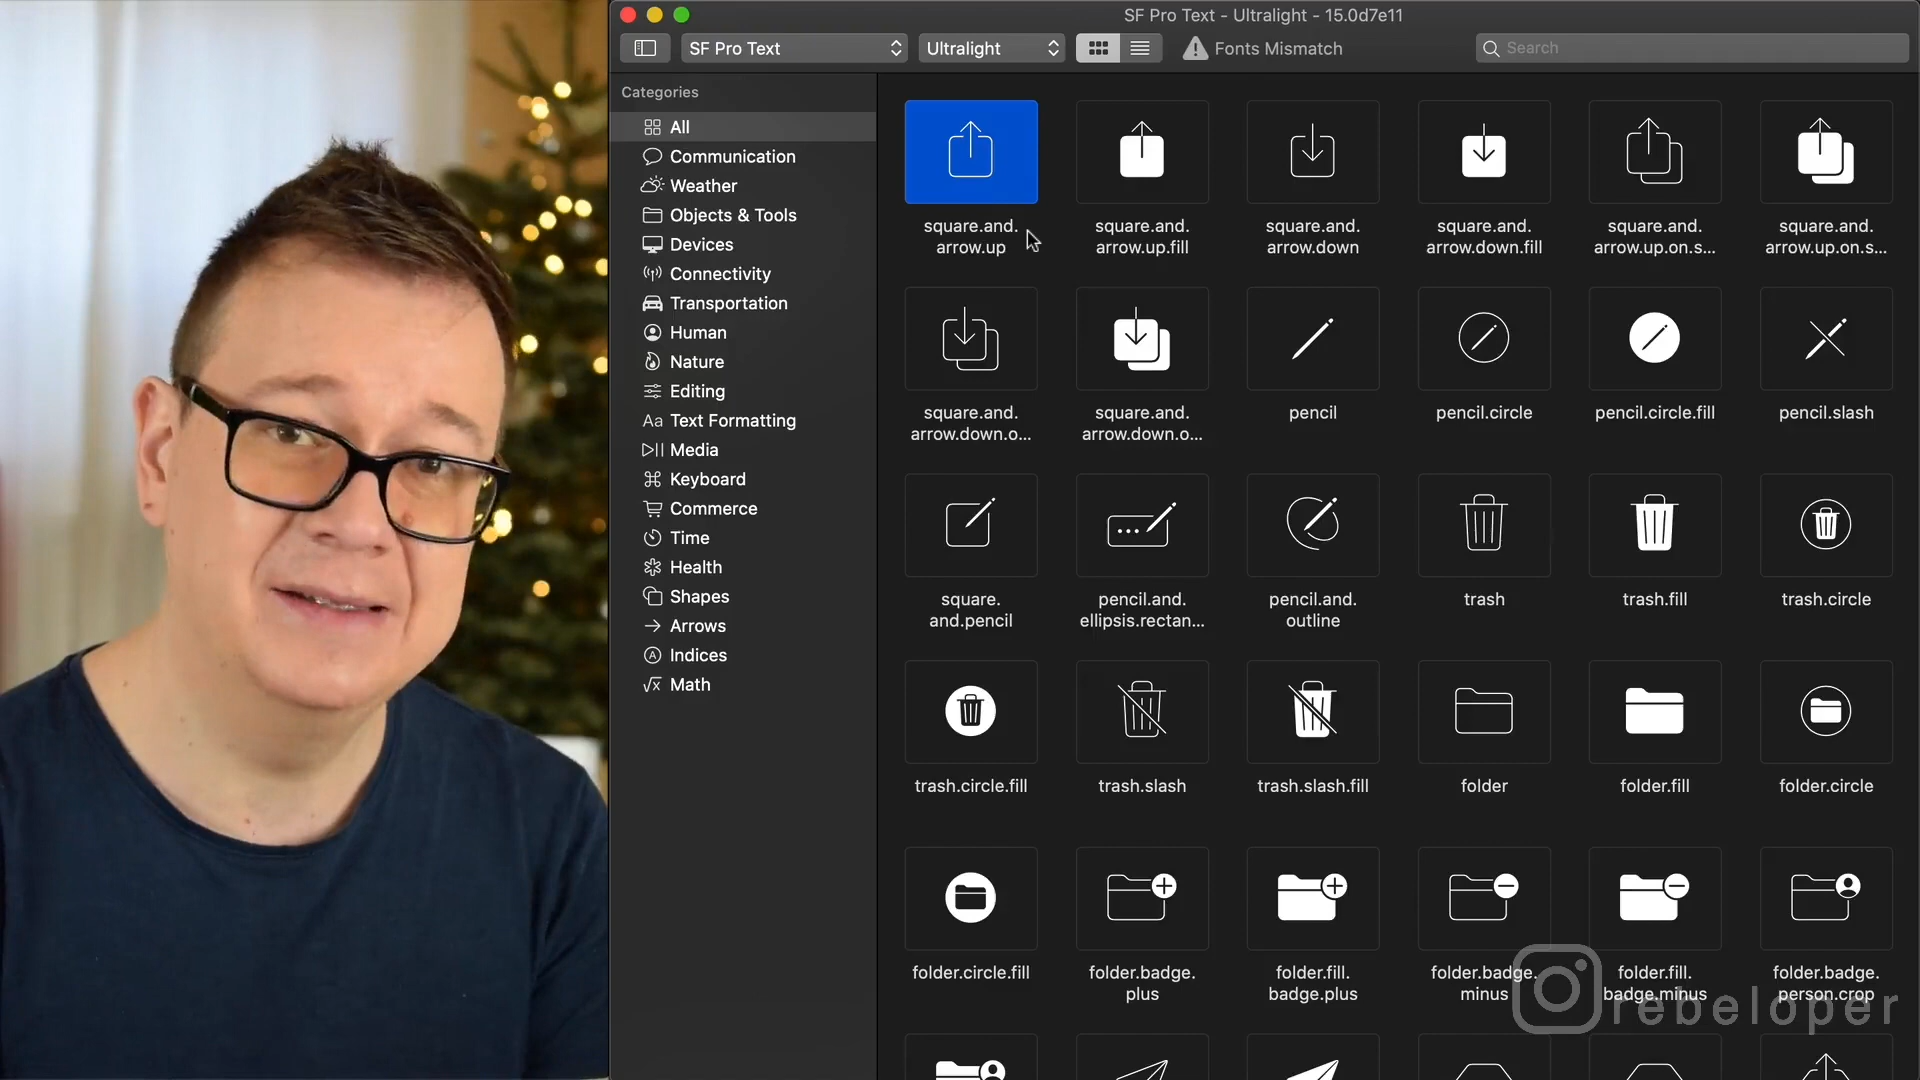 SF Pro Text - Ultralight - 15.0d7e11
SF Pro Text
Ultralight
Fonts Mismatch
Search
Categories
All
Communication
Weather
Objects & Tools
Devices
Connectivity
Transportation
Human
Nature
Editing
Aa Text Formatting
Media
Keyboard
Commerce
Time
Health
Shapes
Arrows
A Indices
√x Math
square.and.
arrow.up
square.and.
arrow.up.fill
square.and.
arrow.down
square.and.
arrow.down.fill
square.and.
arrow.up.on.s...
square.and.
arrow.up.on.s...
square.and.
arrow.down.o...
square.and.
arrow.down.o...
pencil
pencil.circle
pencil.circle.fill
pencil.slash
square.
and.pencil
pencil.and.
ellipsis.rectan...
pencil.and.
outline
trash
trash.fill
trash.circle
trash.circle.fill
trash.slash
trash.slash.fill
folder
folder.fill
folder.circle
folder.circle.fill
folder.badge.
plus
folder.fill.
badge.plus
folder.badge.
minus
folder.fill.
badge.minus
folder.badge.
person.crop
rebeloper